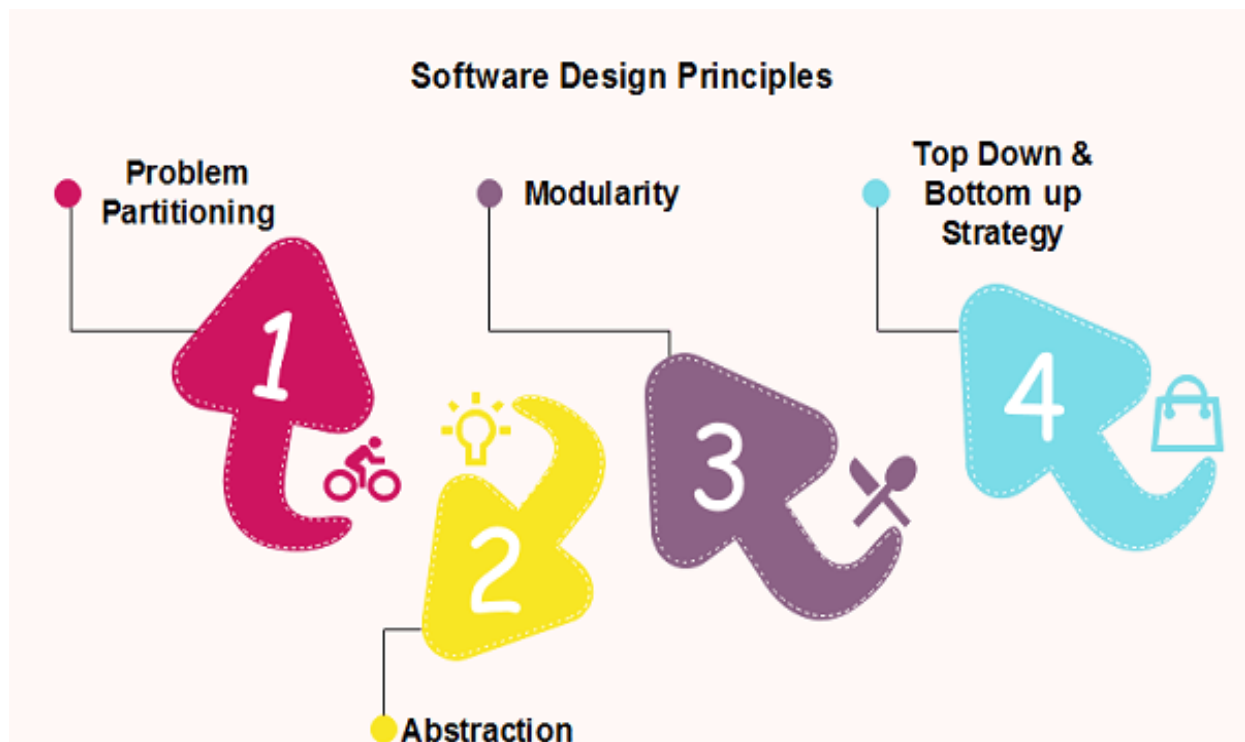 Software Design Principles
Problem
Partitioning
Modularity
Top Down &
Bottom up
Strategy
1
2
3
4
Abstraction